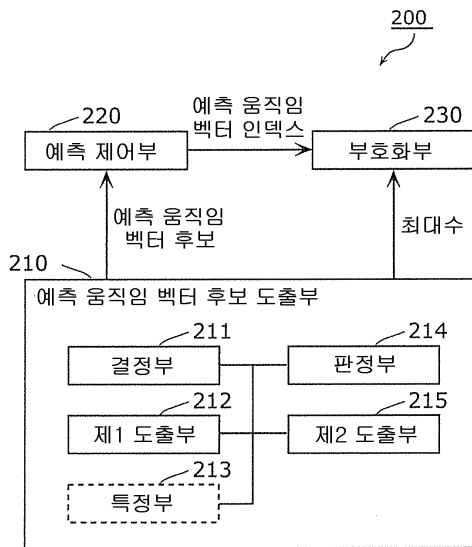 200
220
예측 움직임
벡터 인덱스
230
예측 제어부
부호화부
예측 움직임
벡터 후보
최대수
210
예측 움직임 벡터 후보 도출부
211
214
결정부
판정부
212
215
제1 도출부
제2 도출부
213
특정부